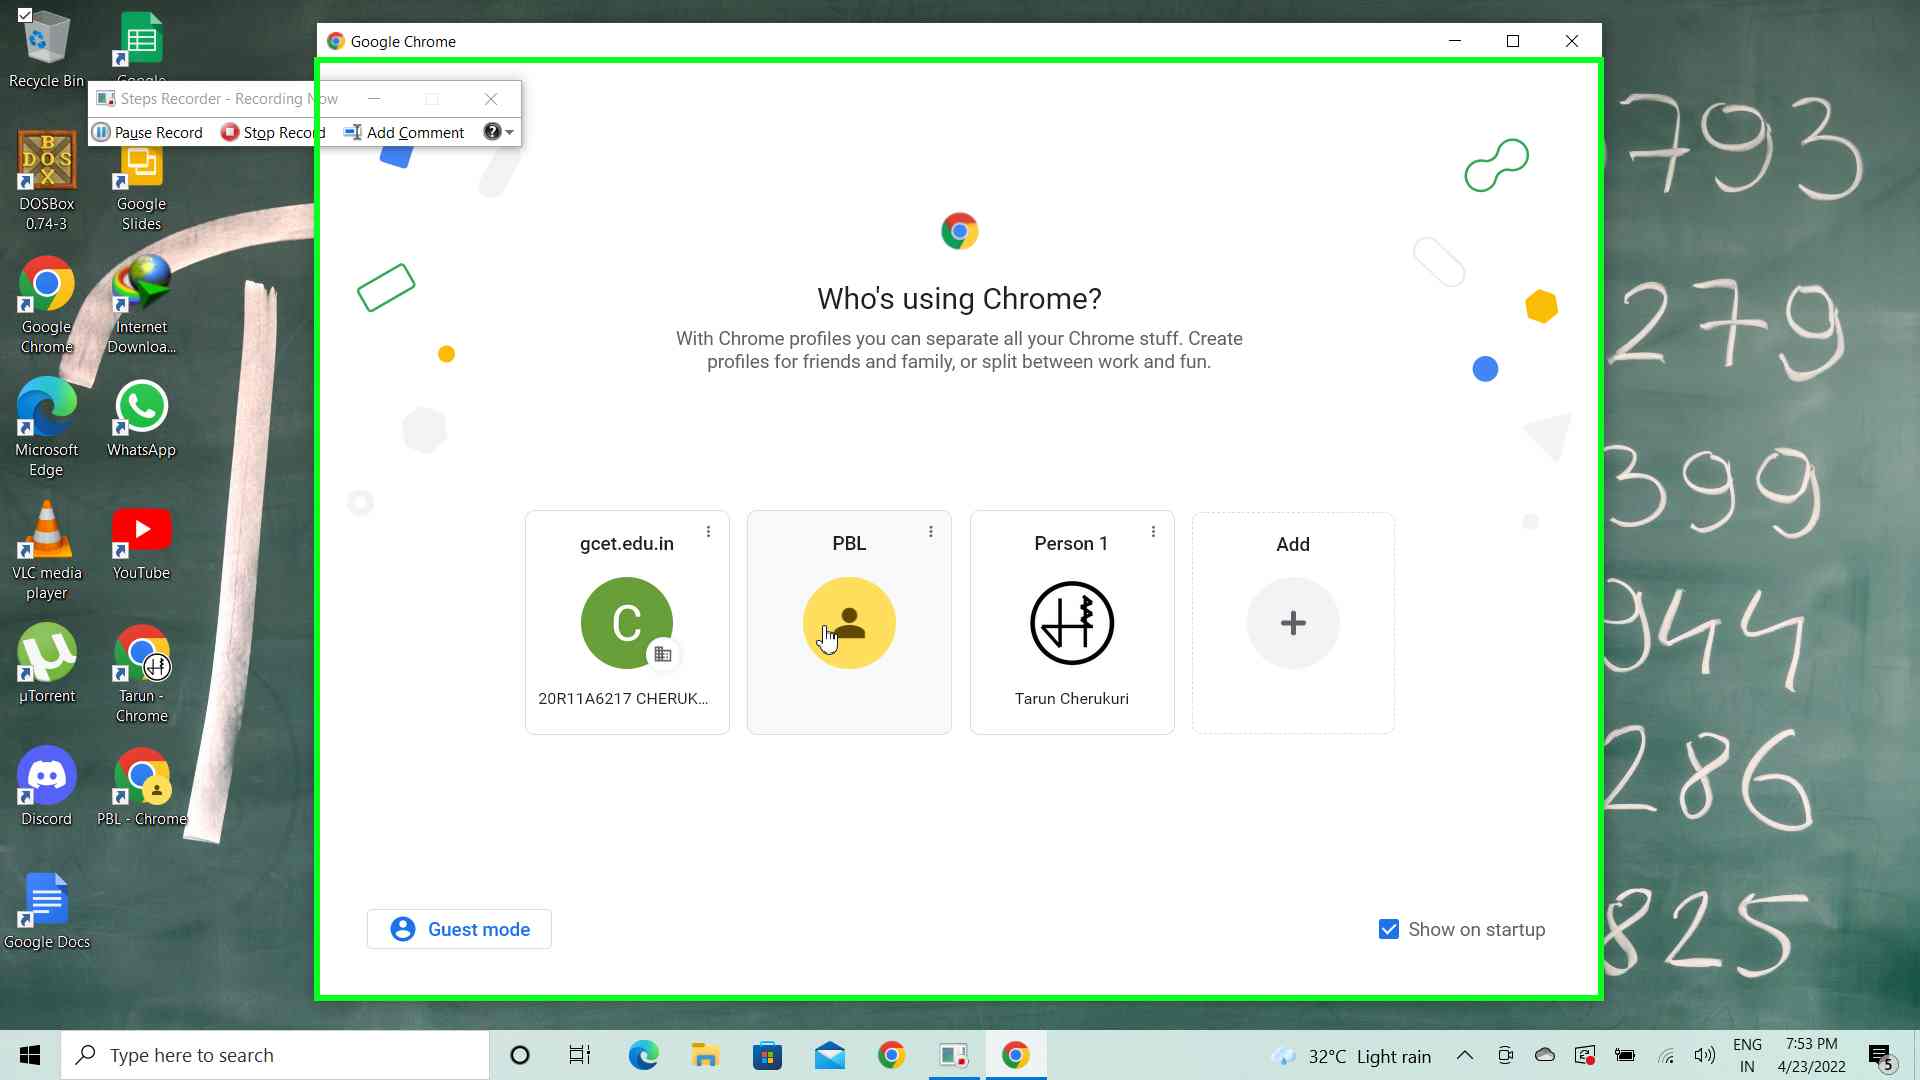 Recycle Bin
Google
DOSBox
0.74-3
Google
Slides
Google
Chrome
Internet
Downloa...
Microsoft
Edge
WhatsApp
VLC media
player
YouTube
µTorrent
Tarun -
Chrome
Discord
PBL - Chrome
Google Docs
Steps Recorder - Recording Now
Pause Record
Stop Record
Add Comment
Google Chrome
Who's using Chrome?
With Chrome profiles you can separate all your Chrome stuff. Create
profiles for friends and family, or split between work and fun.
gcet.edu.in
C
20R11A6217 CHERUK...
PBL
Person 1
Tarun Cherukuri
Add
Guest mode
Show on startup
793
279
399
944
286
825
Type here to search
32°C Light rain
ENG
IN
7:53 PM
4/23/2022
5